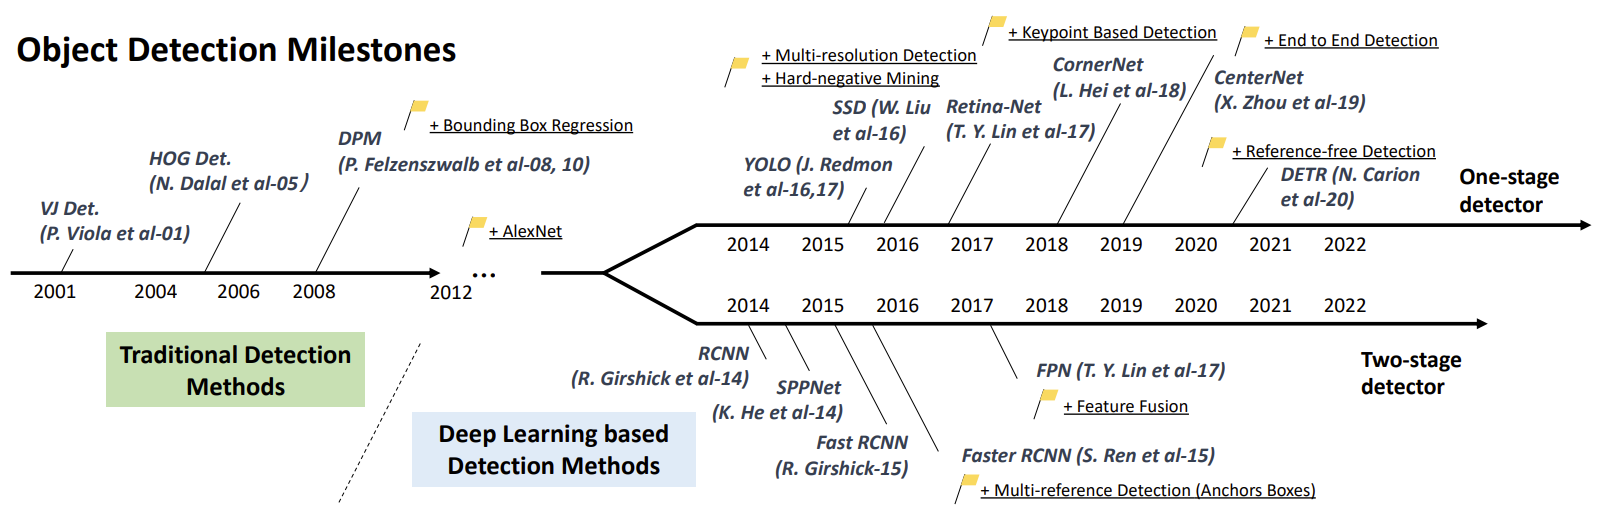 Object Detection Milestones
+ Bounding Box Regression
DPM
(P. Felzenszwalb et al-08, 10)
HOG Det.
(N. Dalal et al-05)
VJ Det.
(P. Viola et al-01)
+ AlexNet
...
2001
2004
2006
2008
2012
Traditional Detection
Methods
Deep Learning based
Detection Methods
+ Multi-resolution Detection
+ Hard-negative Mining
SSD (W. Liu
et al-16)
YOLO (J. Redmon
et al-16,17)
Retina-Net
(T. Y. Lin et al-17)
+ Keypoint Based Detection
CornerNet
(L. Hei et al-18)
+ End to End Detection
CenterNet
(X. Zhou et al-19)
+ Reference-free Detection
DETR (N. Carion
et al-20)
One-stage
detector
2014 2015 2016 2017 2018 2019 2020 2021 2022
2014 2015 2016 2017 2018 2019 2020 2021 2022
Two-stage
detector
RCNN
(R. Girshick et al-14)
SPPNet
(K. He et al-14)
Fast RCNN
(R. Girshick-15)
Faster RCNN (S. Ren et al-15)
+ Multi-reference Detection (Anchors Boxes)
FPN (T. Y. Lin et al-17)
+ Feature Fusion